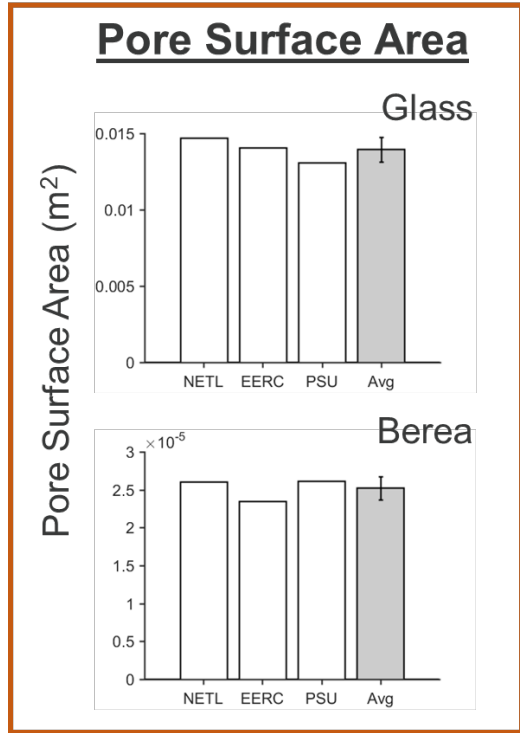 Pore Surface Area
Pore Surface Area (m²)
Glass
0.015
0.01
0.005
0
NETL EERC PSU Avg
Berea
×10⁻⁵
3
2.5
2
1.5
1
0.5
0
NETL EERC PSU Avg